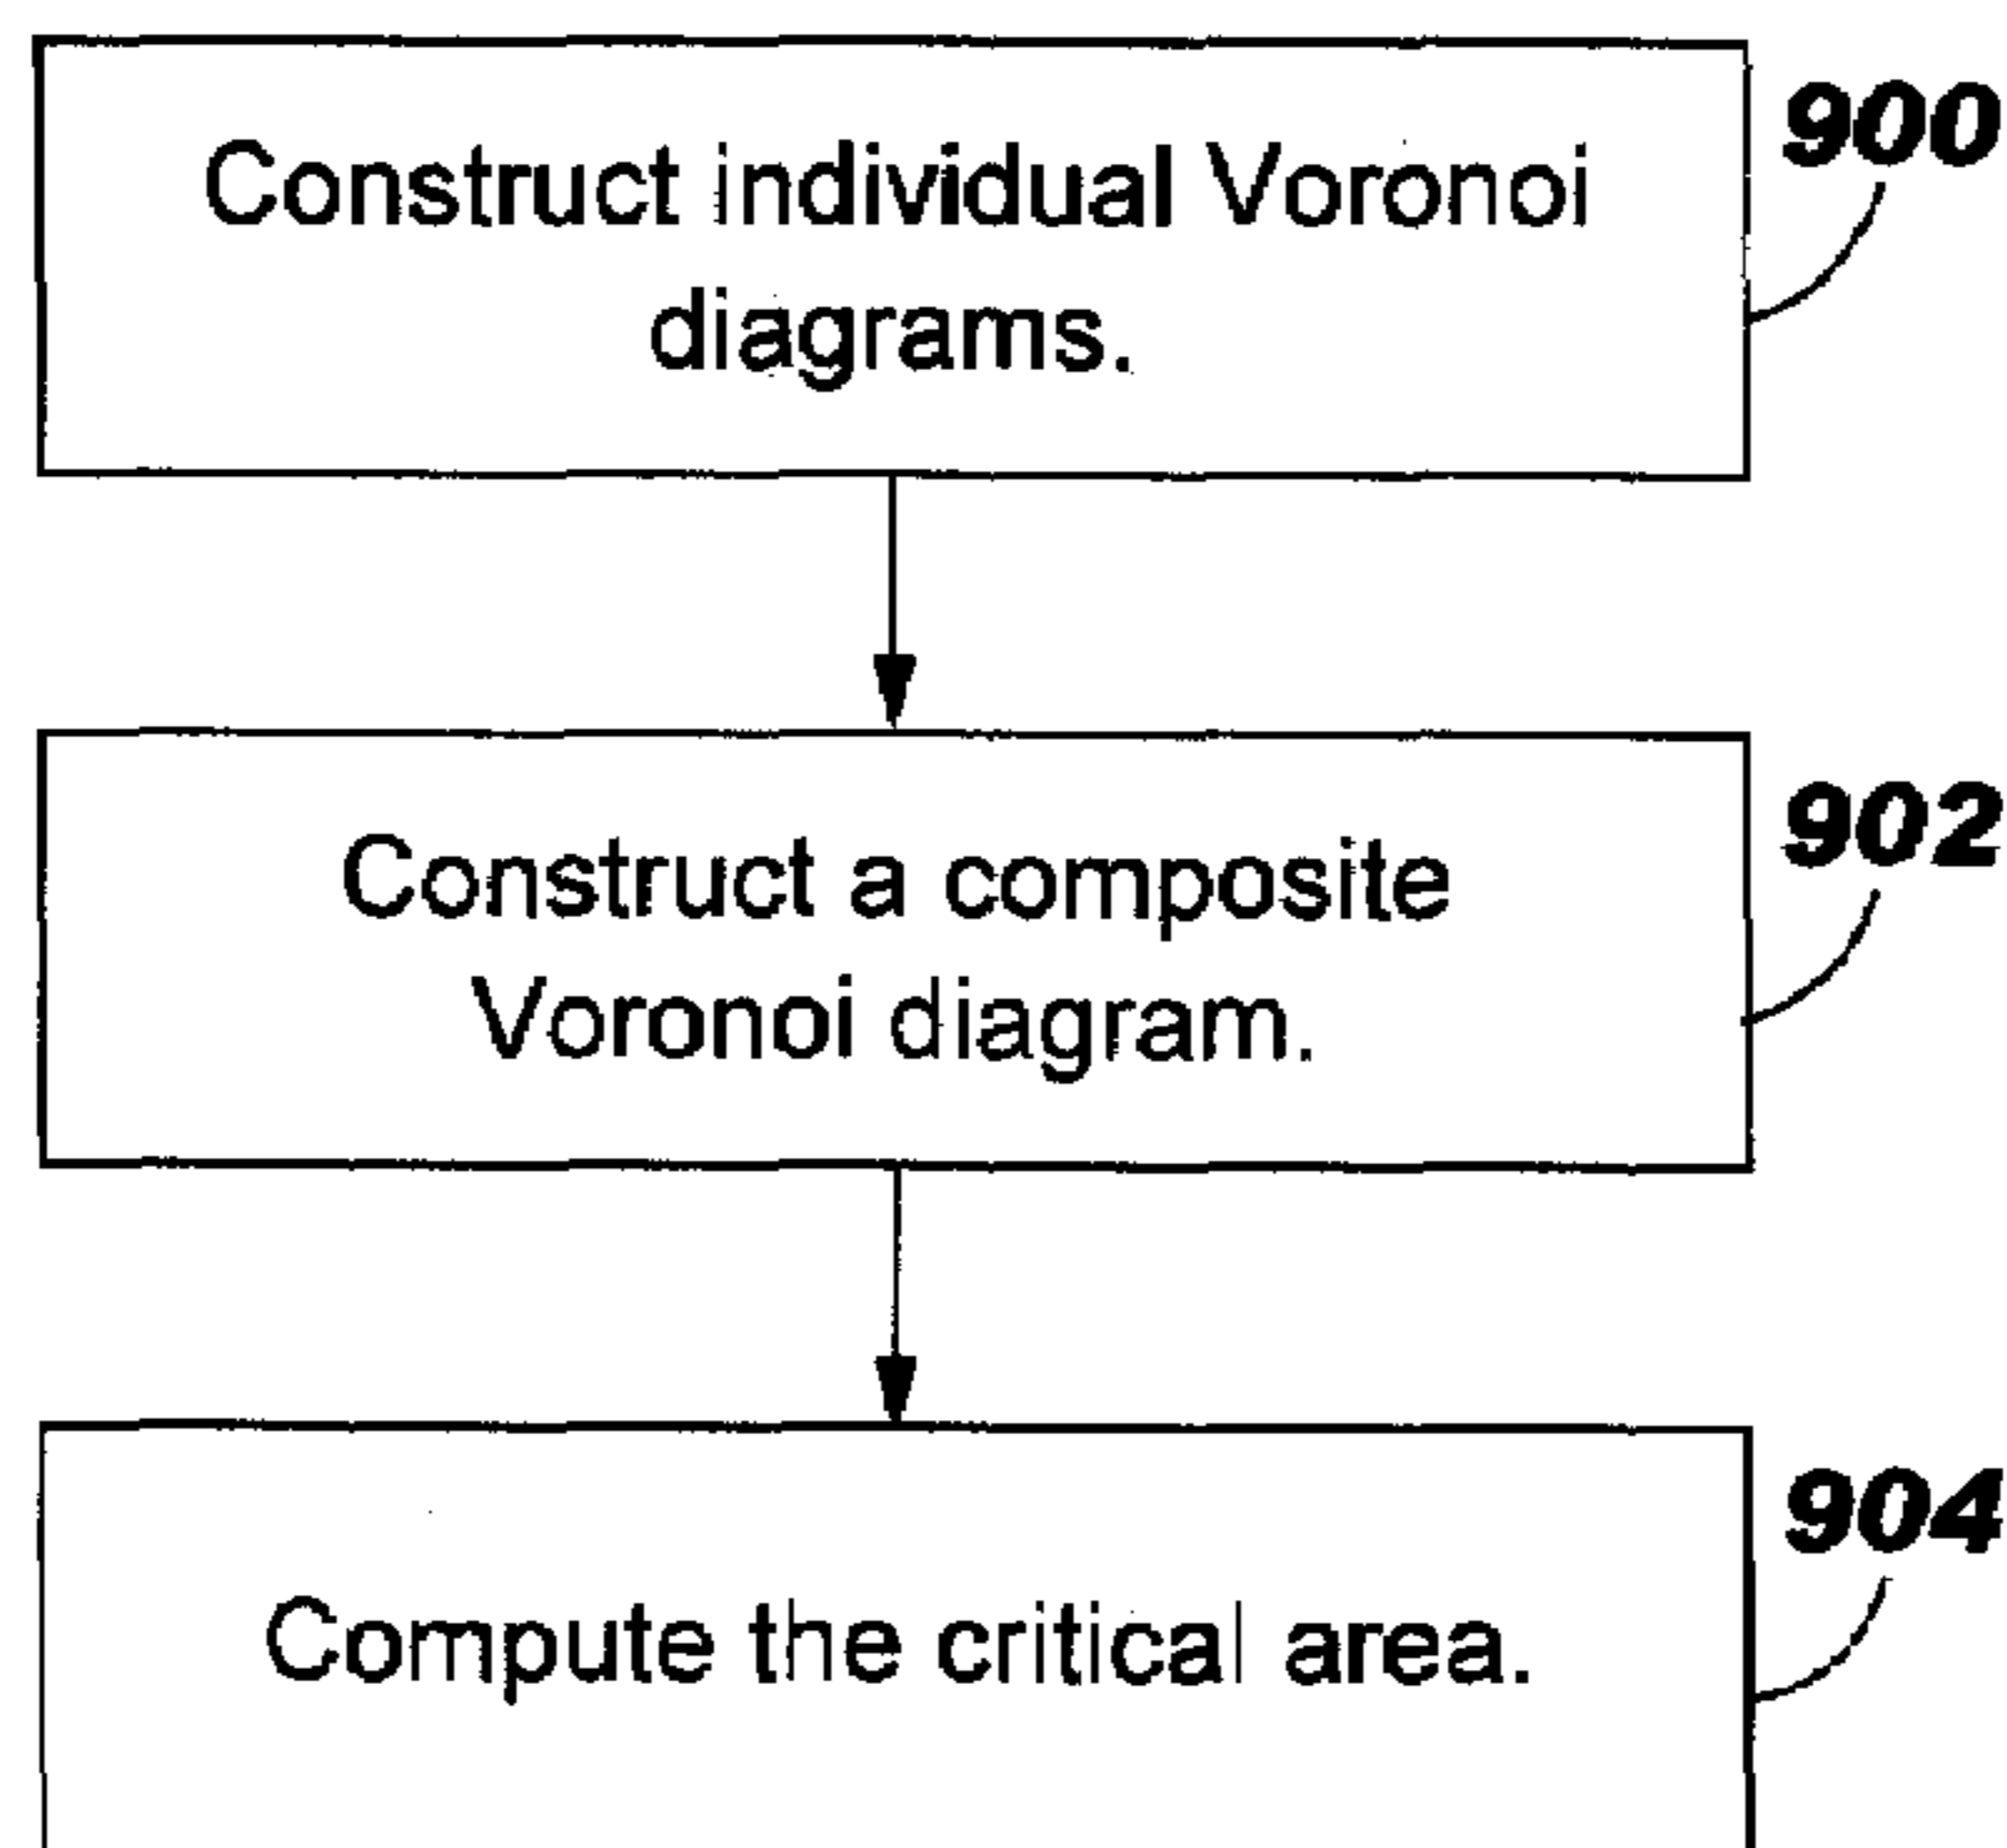 Construct individual Voronoi
diagrams.
900
Construct a composite
Voronoi diagram.
902
Compute the critical area.
904